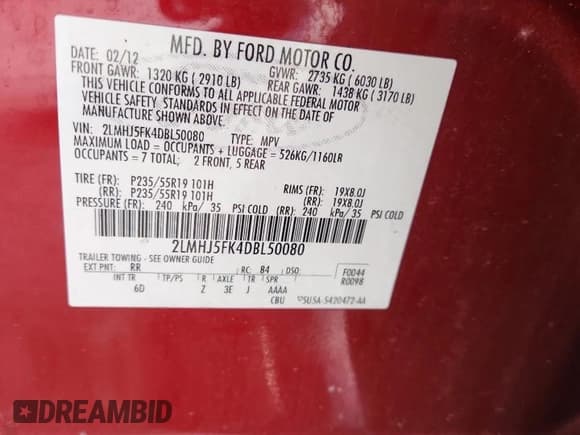 MFD. BY FORD MOTOR CO.
DATE: 02/12 GVWR: 2735 KG ( 6030 LB)
FRONT GAWR: 1320 KG ( 2910 LB) REAR GAWR: 1438 KG ( 3170 LB)
THIS VEHICLE CONFORMS TO ALL APPLICABLE FEDERAL MOTOR
VEHICLE SAFETY STANDARDS IN EFFECT ON THE DATE OF
MANUFACTURE SHOWN ABOVE.
VIN: 2LMHJ5FK4DBL50080 TYPE: MPV
MAXIMUM LOAD = OCCUPANTS + LUGGAGE = 526KG/1160LB
OCCUPANTS = 7 TOTAL; 2 FRONT, 5 REAR
TIRE (FR): P235/55R19 101H RIMS (FR): 19X8.0J
(RR): P235/55R19 101H (RR): 19X8.0J
PRESSURE (FR): 240 kPa/ 35 PSI COLD (RR): 240 kPa/ 35 PSI COLD
2LMHJ5FK4DBL50080
TRAILER TOWING - SEE OWNER GUIDE
EXT PNT: RR RC: 84 DSO: F0044
INT TR TP/PS R AXLE TR SPR R0098
6D Z 3E J AAAA
CBU 5U5A-5420472-AA
DREAMBID